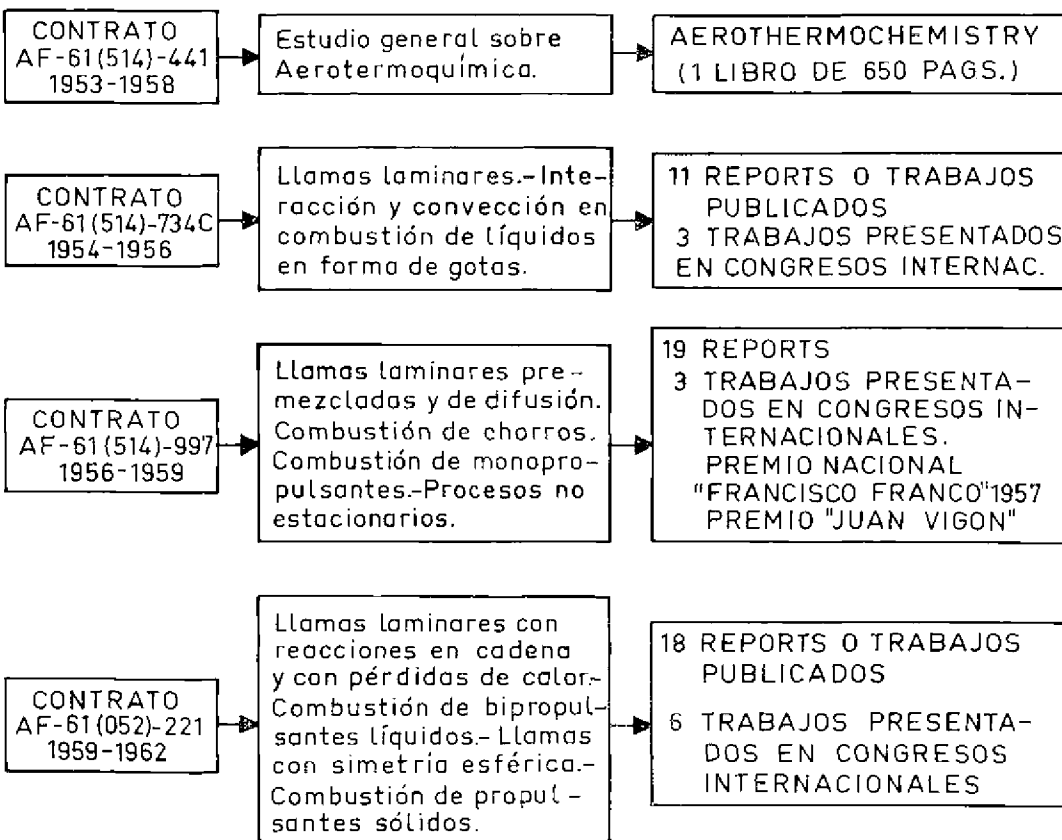 CONTRATO
AF-61(514)-441
1953-1958
Estudio general sobre
Aerotermoquímica.
AEROTHERMOCHEMISTRY
(1 LIBRO DE 650 PAGS.)
CONTRATO
AF-61(514)-734C
1954-1956
Llamas laminares.-Inte-
racción y convección en
combustión de líquidos
en forma de gotas.
11 REPORTS O TRABAJOS
PUBLICADOS
3 TRABAJOS PRESENTADOS
EN CONGRESOS INTERNAC.
CONTRATO
AF-61(514)-997
1956-1959
Llamas laminares pre-
mezcladas y de difusión.
Combustión de chorros.
Combustión de monopro-
pulsantes.-Procesos no
estacionarios.
19 REPORTS
3 TRABAJOS PRESENTA-
DOS EN CONGRESOS IN-
TERNACIONALES.
PREMIO NACIONAL
"FRANCISCO FRANCO"1957
PREMIO "JUAN VIGON"
CONTRATO
AF-61(052)-221
1959-1962
Llamas laminares con
reacciones en cadena
y con pérdidas de calor.-
Combustión de bipropul-
santes líquidos.- Llamas
con simetría esférica.-
Combustión de propul-
santes sólidos.
18 REPORTS O TRABAJOS
PUBLICADOS
6 TRABAJOS PRESENTA-
DOS EN CONGRESOS
INTERNACIONALES